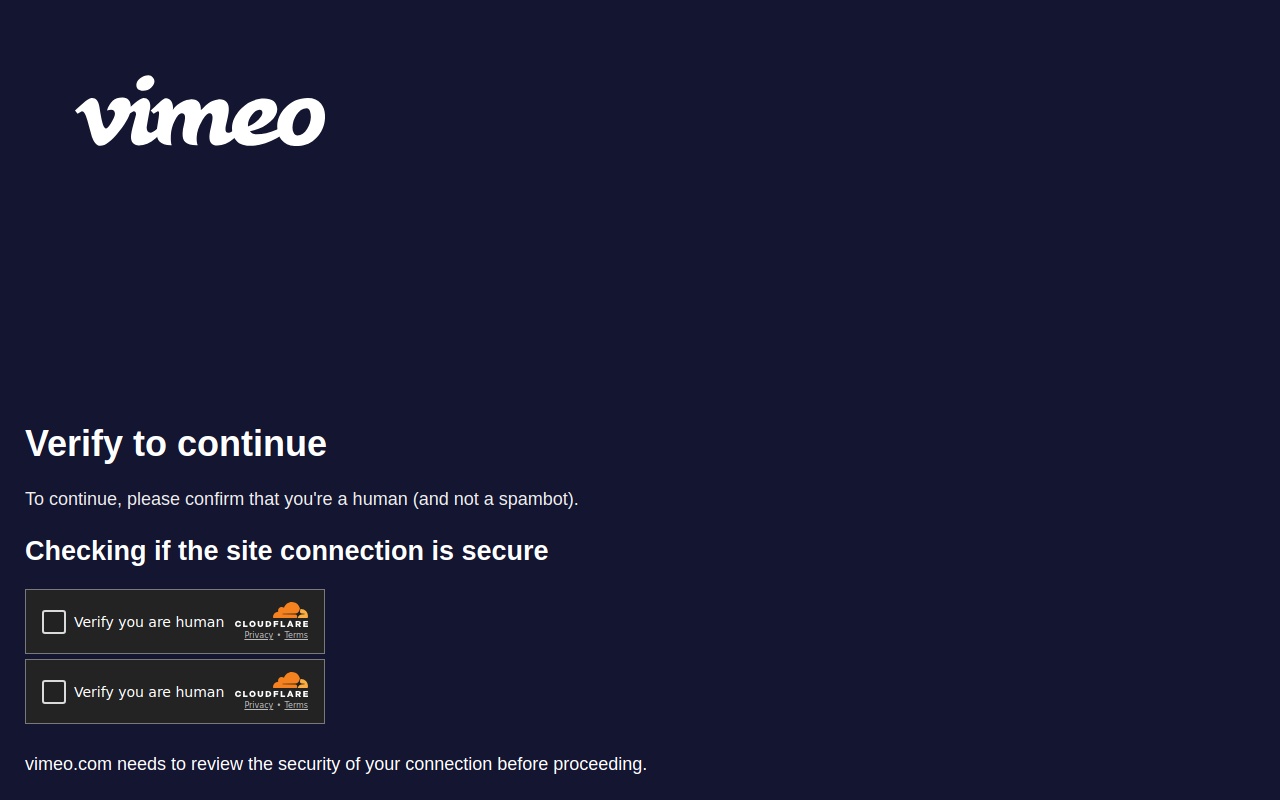 vimeo
Verify to continue
To continue, please confirm that you're a human (and not a spambot).
Checking if the site connection is secure
Verify you are human
CLOUDFLARE
Privacy • Terms
Verify you are human
CLOUDFLARE
Privacy • Terms
vimeo.com needs to review the security of your connection before proceeding.